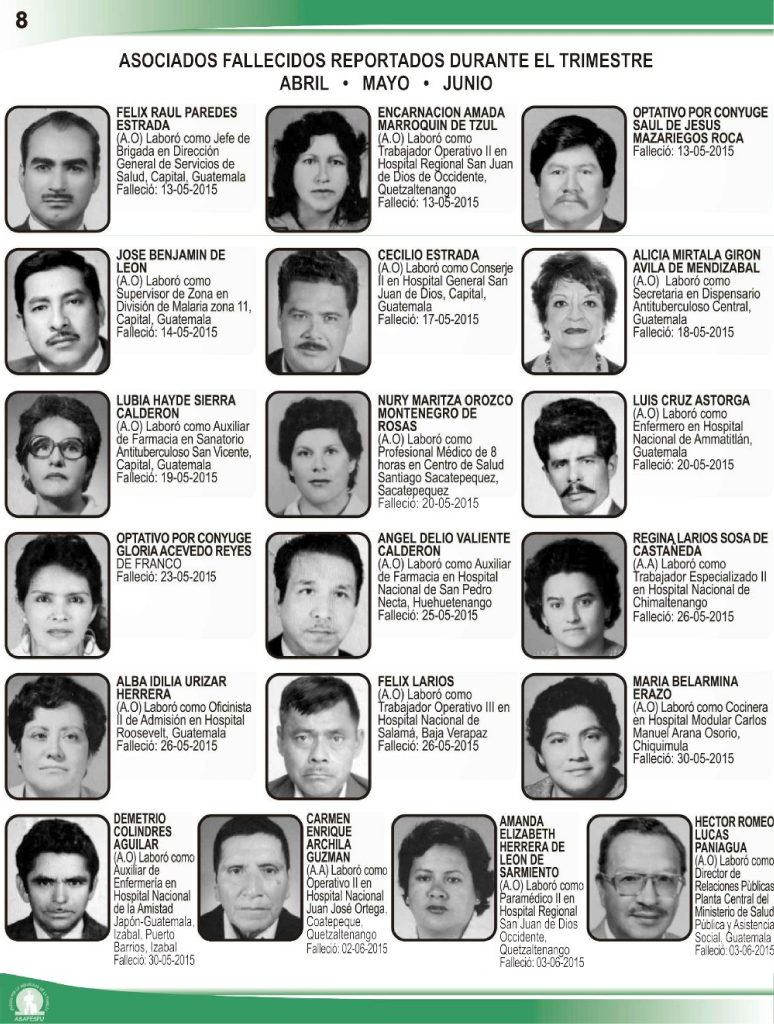 8
ASOCIADOS FALLECIDOS REPORTADOS DURANTE EL TRIMESTRE
ABRIL • MAYO • JUNIO
FELIX RAUL PAREDES
ESTRADA
(A.O) Laboró como Jefe de
Brigada en Dirección
General de Servicios de
Salud, Capital, Guatemala
Falleció: 13-05-2015
ENCARNACION AMADA
MARROQUIN DE TZUL
(A.O) Laboró como
Trabajador Operativo II en
Hospital Regional San Juan
de Dios de Occidente,
Quetzaltenango
Falleció: 13-05-2015
OPTATIVO POR CONYUGE
SAUL DE JESUS
MAZARIEGOS ROCA
Falleció: 13-05-2015
JOSE BENJAMIN DE
LEON
(A.O) Laboró como
Supervisor de Zona en
División de Malaria zona 11,
Capital, Guatemala
Falleció: 14-05-2015
CECILIO ESTRADA
(A.O) Laboró como Conserje
II en Hospital General San
Juan de Dios, Capital,
Guatemala
Falleció: 17-05-2015
ALICIA MIRTALA GIRON
AVILA DE MENDIZABAL
(A.O) Laboró como
Secretaria en Dispensario
Antituberculoso Central,
Guatemala
Falleció: 18-05-2015
LUBIA HAYDE SIERRA
CALDERON
(A.O) Laboró como Auxiliar
de Farmacia en Sanatorio
Antituberculoso San Vicente,
Capital, Guatemala
Falleció: 19-05-2015
NURY MARITZA OROZCO
MONTENEGRO DE
ROSAS
(A.O) Laboró como
Profesional Médico de 8
horas en Centro de Salud
Santiago Sacatepequez,
Sacatepequez
Falleció: 20-05-2015
LUIS CRUZ ASTORGA
(A.O) Laboró como
Enfermero en Hospital
Nacional de Ammatitlán,
Guatemala
Falleció: 20-05-2015
OPTATIVO POR CONYUGE
GLORIA ACEVEDO REYES
DE FRANCO
Falleció: 23-05-2015
ANGEL DELIO VALIENTE
CALDERON
(A.O) Laboró como Auxiliar
de Farmacia en Hospital
Nacional de San Pedro
Necta, Huehuetenango
Falleció: 25-05-2015
REGINA LARIOS SOSA DE
CASTAÑEDA
(A.A) Laboró como
Trabajador Especializado II
en Hospital Nacional de
Chimaltenango
Falleció: 26-05-2015
ALBA IDILIA URIZAR
HERRERA
(A.O) Laboró como Oficinista
II de Admisión en Hospital
Roosevelt, Guatemala
Falleció: 26-05-2015
FELIX LARIOS
(A.O) Laboró como
Trabajador Operativo III en
Hospital Nacional de
Salamá, Baja Verapaz
Falleció: 26-05-2015
MARIA BELARMINA
ERAZO
(A.O) Laboró como Cocinera
en Hospital Modular Carlos
Manuel Arana Osorio,
Chiquimula
Falleció: 30-05-2015
DEMETRIO
COLINDRES
AGUILAR
(A.O) Laboró como
Auxiliar de
Enfermería en
Hospital Nacional
de la Amistad
Japón-Guatemala,
Izabal, Puerto
Barrios, Izabal
Falleció: 30-05-2015
CARMEN
ENRIQUE
ARCHILA
GUZMAN
(A.A) Laboró como
Operativo II en
Hospital Nacional
Juan José Ortega,
Coatepeque,
Quetzaltenango
Falleció: 02-06-2015
AMANDA
ELIZABETH
HERRERA DE
LEON DE
SARMIENTO
(A.O) Laboró como
Paramédico II en
Hospital Regional
San Juan de Dios
Occidente,
Quetzaltenango
Falleció: 03-06-2015
HECTOR ROMEO
LUCAS
PANIAGUA
(A.O) Laboró como
Director de
Relaciones Públicas
Planta Central del
Ministerio de Salud
Pública y Asistencia
Social, Guatemala
Falleció: 03-06-2015